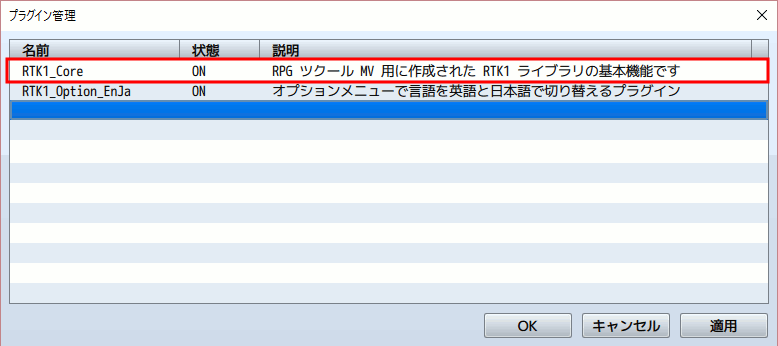 プラグイン管理
名前 状態 説明
RTK1_Core ON RPG ツクール MV 用に作成された RTK1 ライブラリの基本機能です
RTK1_Option_EnJa ON オプションメニューで言語を英語と日本語で切り替えるプラグイン
OK キャンセル 適用